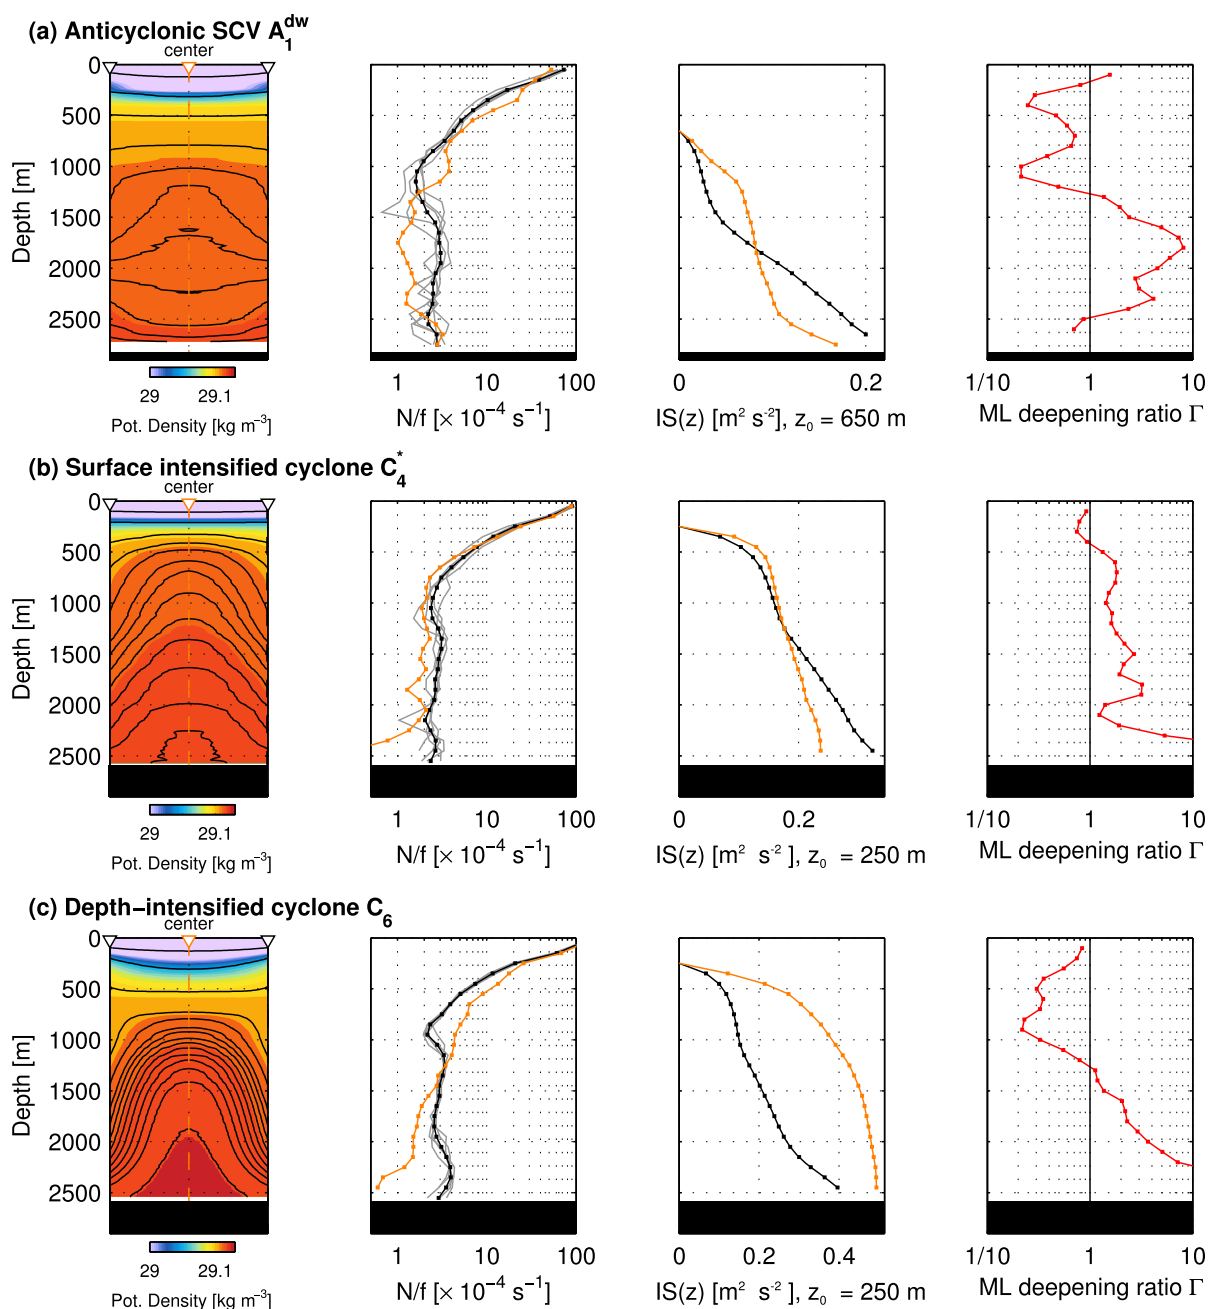 (a) Anticyclonic SCV A₁ᵈʷ
center
0
500
1000
1500
2000
2500
Depth [m]
29 29.1
Pot. Density [kg m⁻³]
1 10 100
N/f [× 10⁻⁴ s⁻¹]
0 0.2
IS(z) [m² s⁻²], z₀ = 650 m
1/10 1 10
ML deepening ratio Γ
(b) Surface intensified cyclone C₄*
center
0
500
1000
1500
2000
2500
Depth [m]
29 29.1
Pot. Density [kg m⁻³]
1 10 100
N/f [× 10⁻⁴ s⁻¹]
0 0.2
IS(z) [m² s⁻²], z₀ = 250 m
1/10 1 10
ML deepening ratio Γ
(c) Depth−intensified cyclone C₆
center
0
500
1000
1500
2000
2500
Depth [m]
29 29.1
Pot. Density [kg m⁻³]
1 10 100
N/f [× 10⁻⁴ s⁻¹]
0 0.2 0.4
IS(z) [m² s⁻²], z₀ = 250 m
1/10 1 10
ML deepening ratio Γ